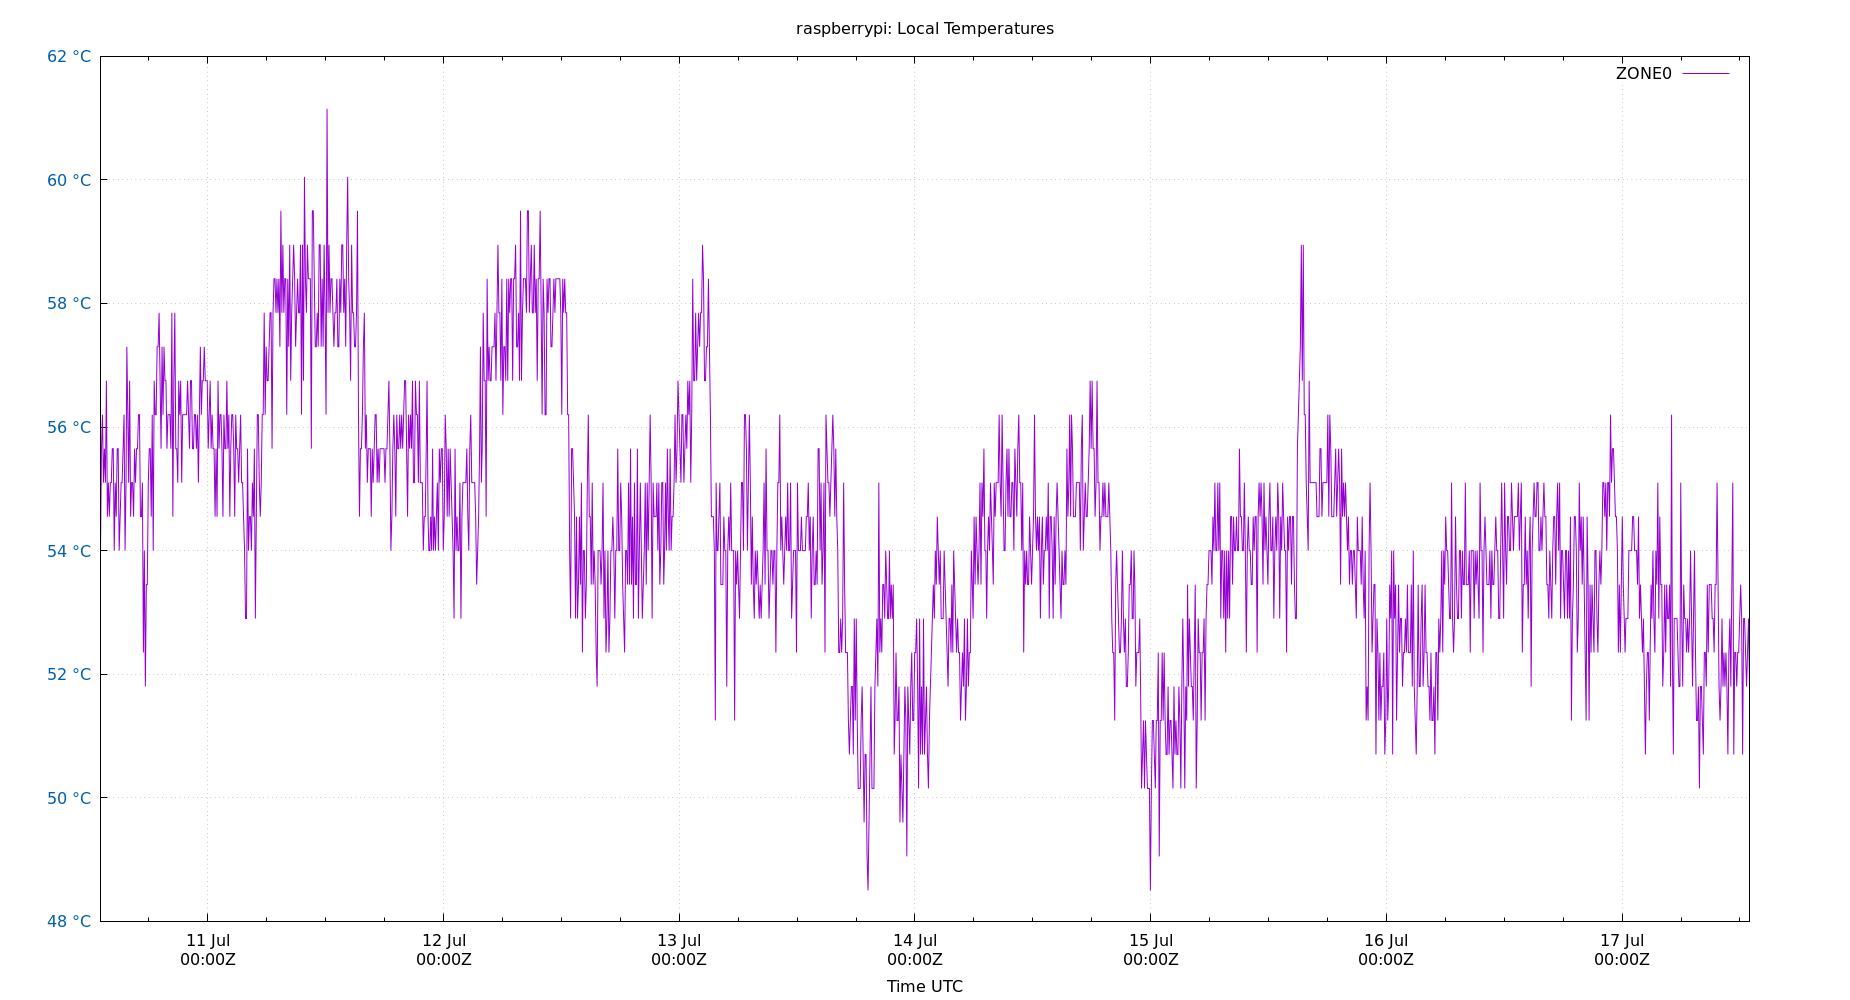 raspberrypi: Local Temperatures
62 °C
ZONE0
60 °C
58 °C
56 °C
54 °C
52 °C
50 °C
48 °C
11 Jul 12 Jul 13 Jul 14 Jul 15 Jul 16 Jul 17 Jul
00:00Z 00:00Z 00:00Z 00:00Z 00:00Z 00:00Z 00:00Z
Time UTC